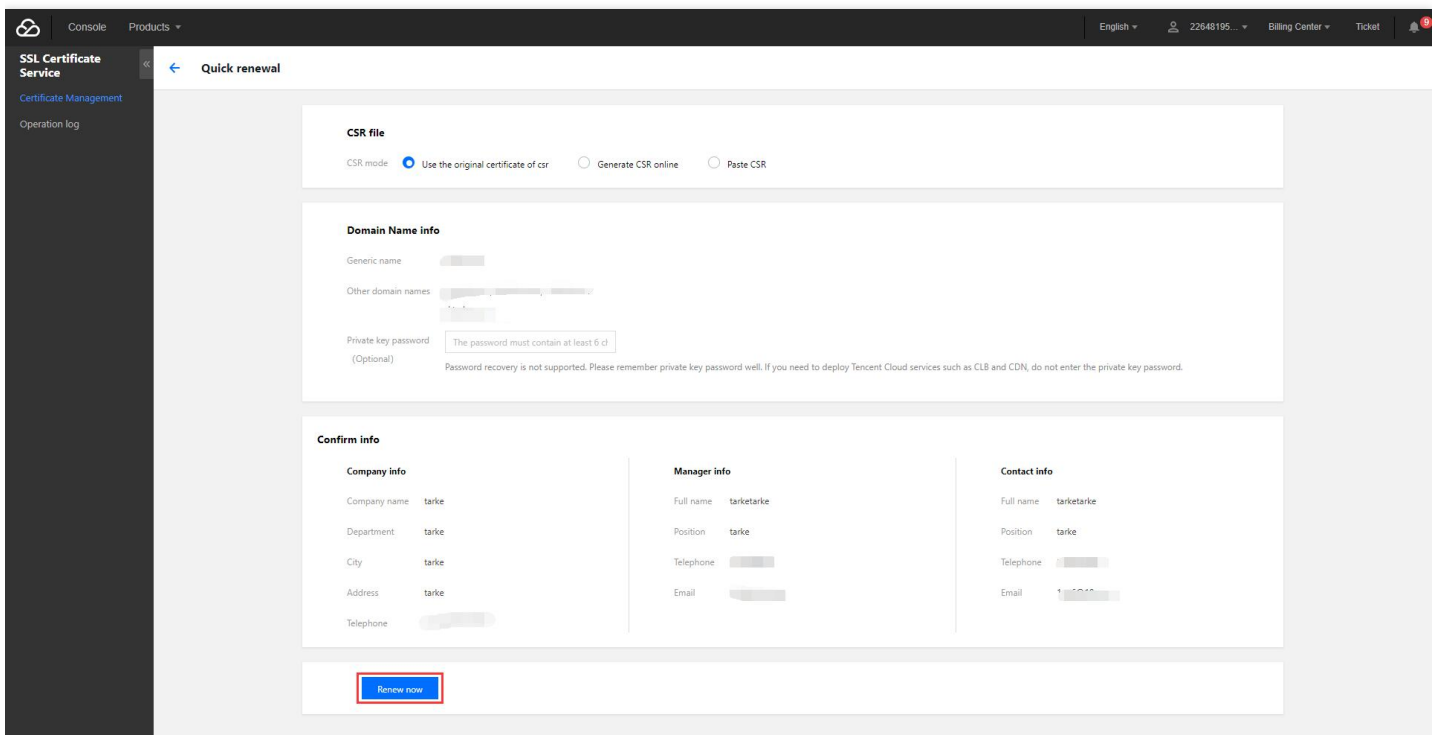 Console Products English 22648195... Billing Center Ticket 9
SSL Certificate
Service
«
Quick renewal
Certificate Management
Operation log
CSR file
CSR mode Use the original certificate of csr Generate CSR online Paste CSR
Domain Name info
Generic name
Other domain names
Private key password The password must contain at least 6 cl
(Optional)
Password recovery is not supported. Please remember private key password well. If you need to deploy Tencent Cloud services such as CLB and CDN, do not enter the private key password.
Confirm info
Company info Manager info Contact info
Company name tarke Full name tarketarke Full name tarketarke
Department tarke Position tarke Position tarke
City tarke Telephone Telephone
Address tarke Email Email
Telephone
Renew now